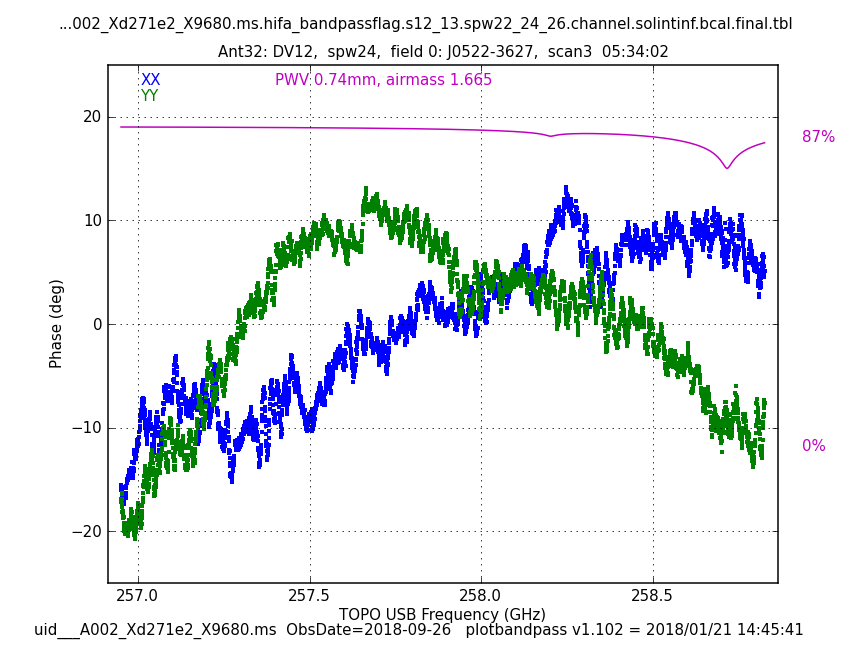 ...002_Xd271e2_X9680.ms.hifa_bandpassflag.s12_13.spw22_24_26.channel.solintinf.bcal.final.tbl
Ant32: DV12,  spw24,  field 0: J0522-3627,  scan3  05:34:02
XX
YY
PWV 0.74mm, airmass 1.665
87%
0%
Phase (deg)
20
10
0
−10
−20
257.0
257.5
258.0
258.5
TOPO USB Frequency (GHz)
uid___A002_Xd271e2_X9680.ms  ObsDate=2018-09-26   plotbandpass v1.102 = 2018/01/21 14:45:41